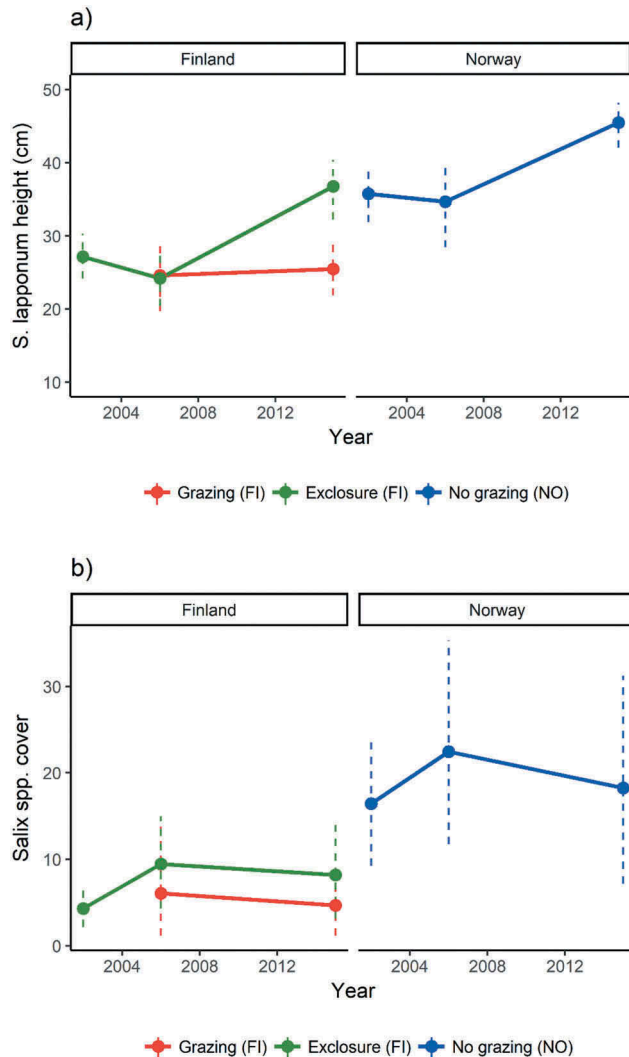 a)
Finland
Norway
50
40
30
20
10
S. lapponum height (cm)
2004
2008
2012
2004
2008
2012
Year
Grazing (FI)
Exclosure (FI)
No grazing (NO)
b)
Finland
Norway
30
20
10
0
Salix spp. cover
2004
2008
2012
2004
2008
2012
Year
Grazing (FI)
Exclosure (FI)
No grazing (NO)